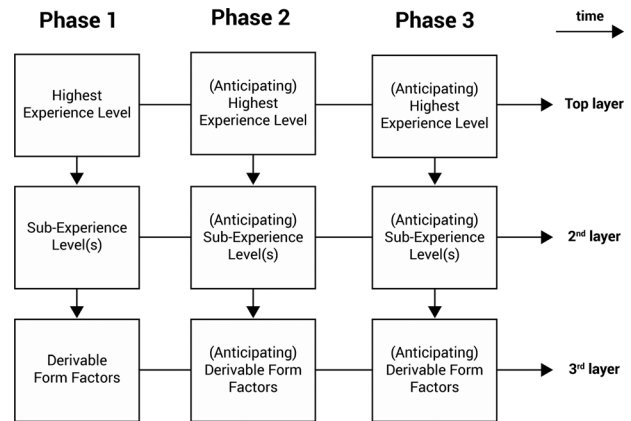 Phase 1
Phase 2
Phase 3
time
Highest
Experience Level
(Anticipating)
Highest
Experience Level
(Anticipating)
Highest
Experience Level
Top layer
Sub-Experience
Level(s)
(Anticipating)
Sub-Experience
Level(s)
(Anticipating)
Sub-Experience
Level(s)
2nd layer
Derivable
Form Factors
(Anticipating)
Derivable Form
Factors
(Anticipating)
Derivable Form
Factors
3rd layer